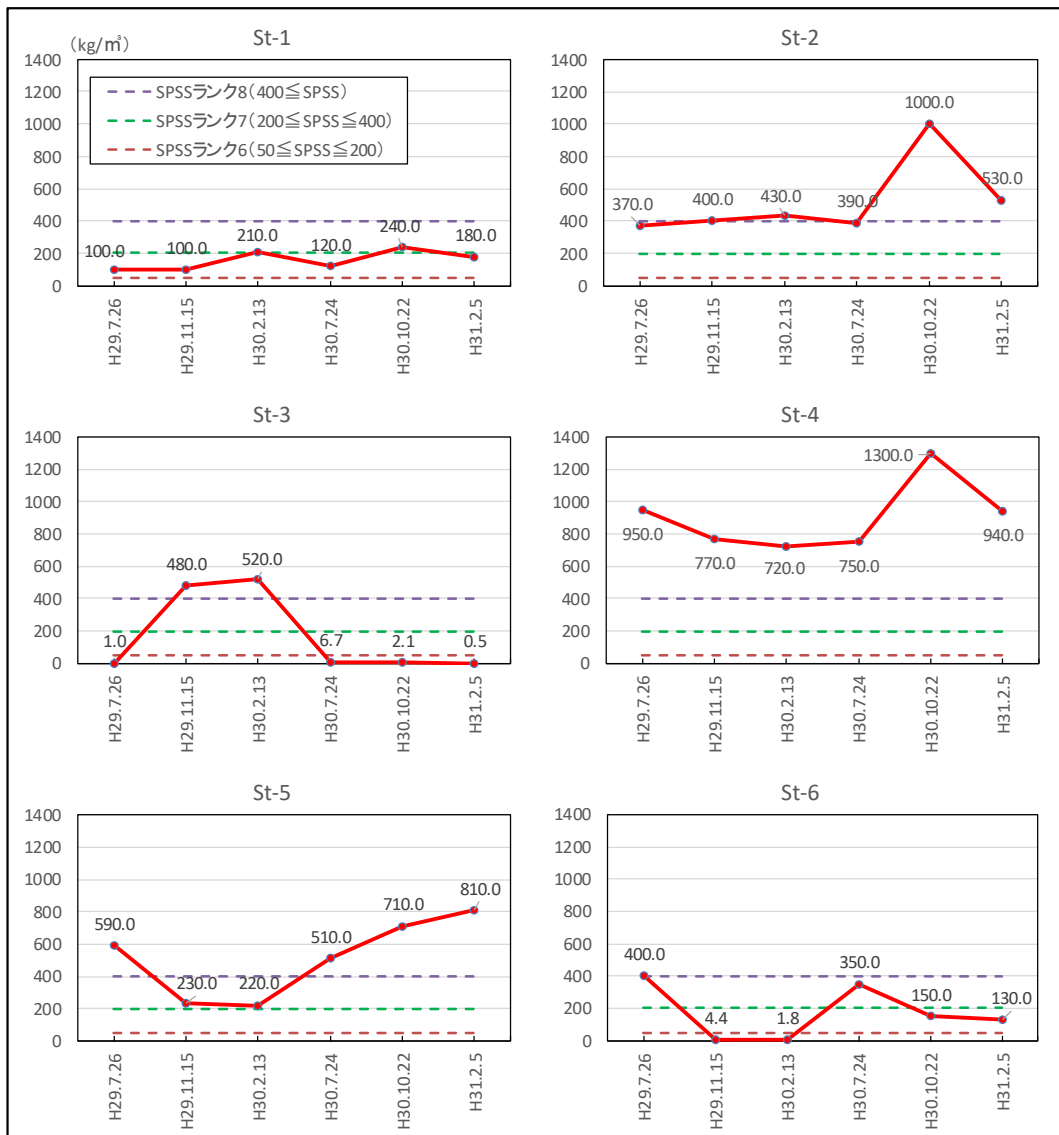 (kg/㎥)
St-1
1400
1200
1000
800
600
400
200
0
SPSSランク8(400≦SPSS)
SPSSランク7(200≦SPSS≦400)
SPSSランク6(50≦SPSS≦200)
100.0
100.0
210.0
120.0
240.0
180.0
H29.7.26
H29.11.15
H30.2.13
H30.7.24
H30.10.22
H31.2.5
St-2
1400
1200
1000
800
600
400
200
0
370.0
400.0
430.0
390.0
1000.0
530.0
H29.7.26
H29.11.15
H30.2.13
H30.7.24
H30.10.22
H31.2.5
St-3
1400
1200
1000
800
600
400
200
0
1.0
480.0
520.0
6.7
2.1
0.5
H29.7.26
H29.11.15
H30.2.13
H30.7.24
H30.10.22
H31.2.5
St-4
1400
1200
1000
800
600
400
200
0
950.0
770.0
720.0
750.0
1300.0
940.0
H29.7.26
H29.11.15
H30.2.13
H30.7.24
H30.10.22
H31.2.5
St-5
1400
1200
1000
800
600
400
200
0
590.0
230.0
220.0
510.0
710.0
810.0
H29.7.26
H29.11.15
H30.2.13
H30.7.24
H30.10.22
H31.2.5
St-6
1400
1200
1000
800
600
400
200
0
400.0
4.4
1.8
350.0
150.0
130.0
H29.7.26
H29.11.15
H30.2.13
H30.7.24
H30.10.22
H31.2.5